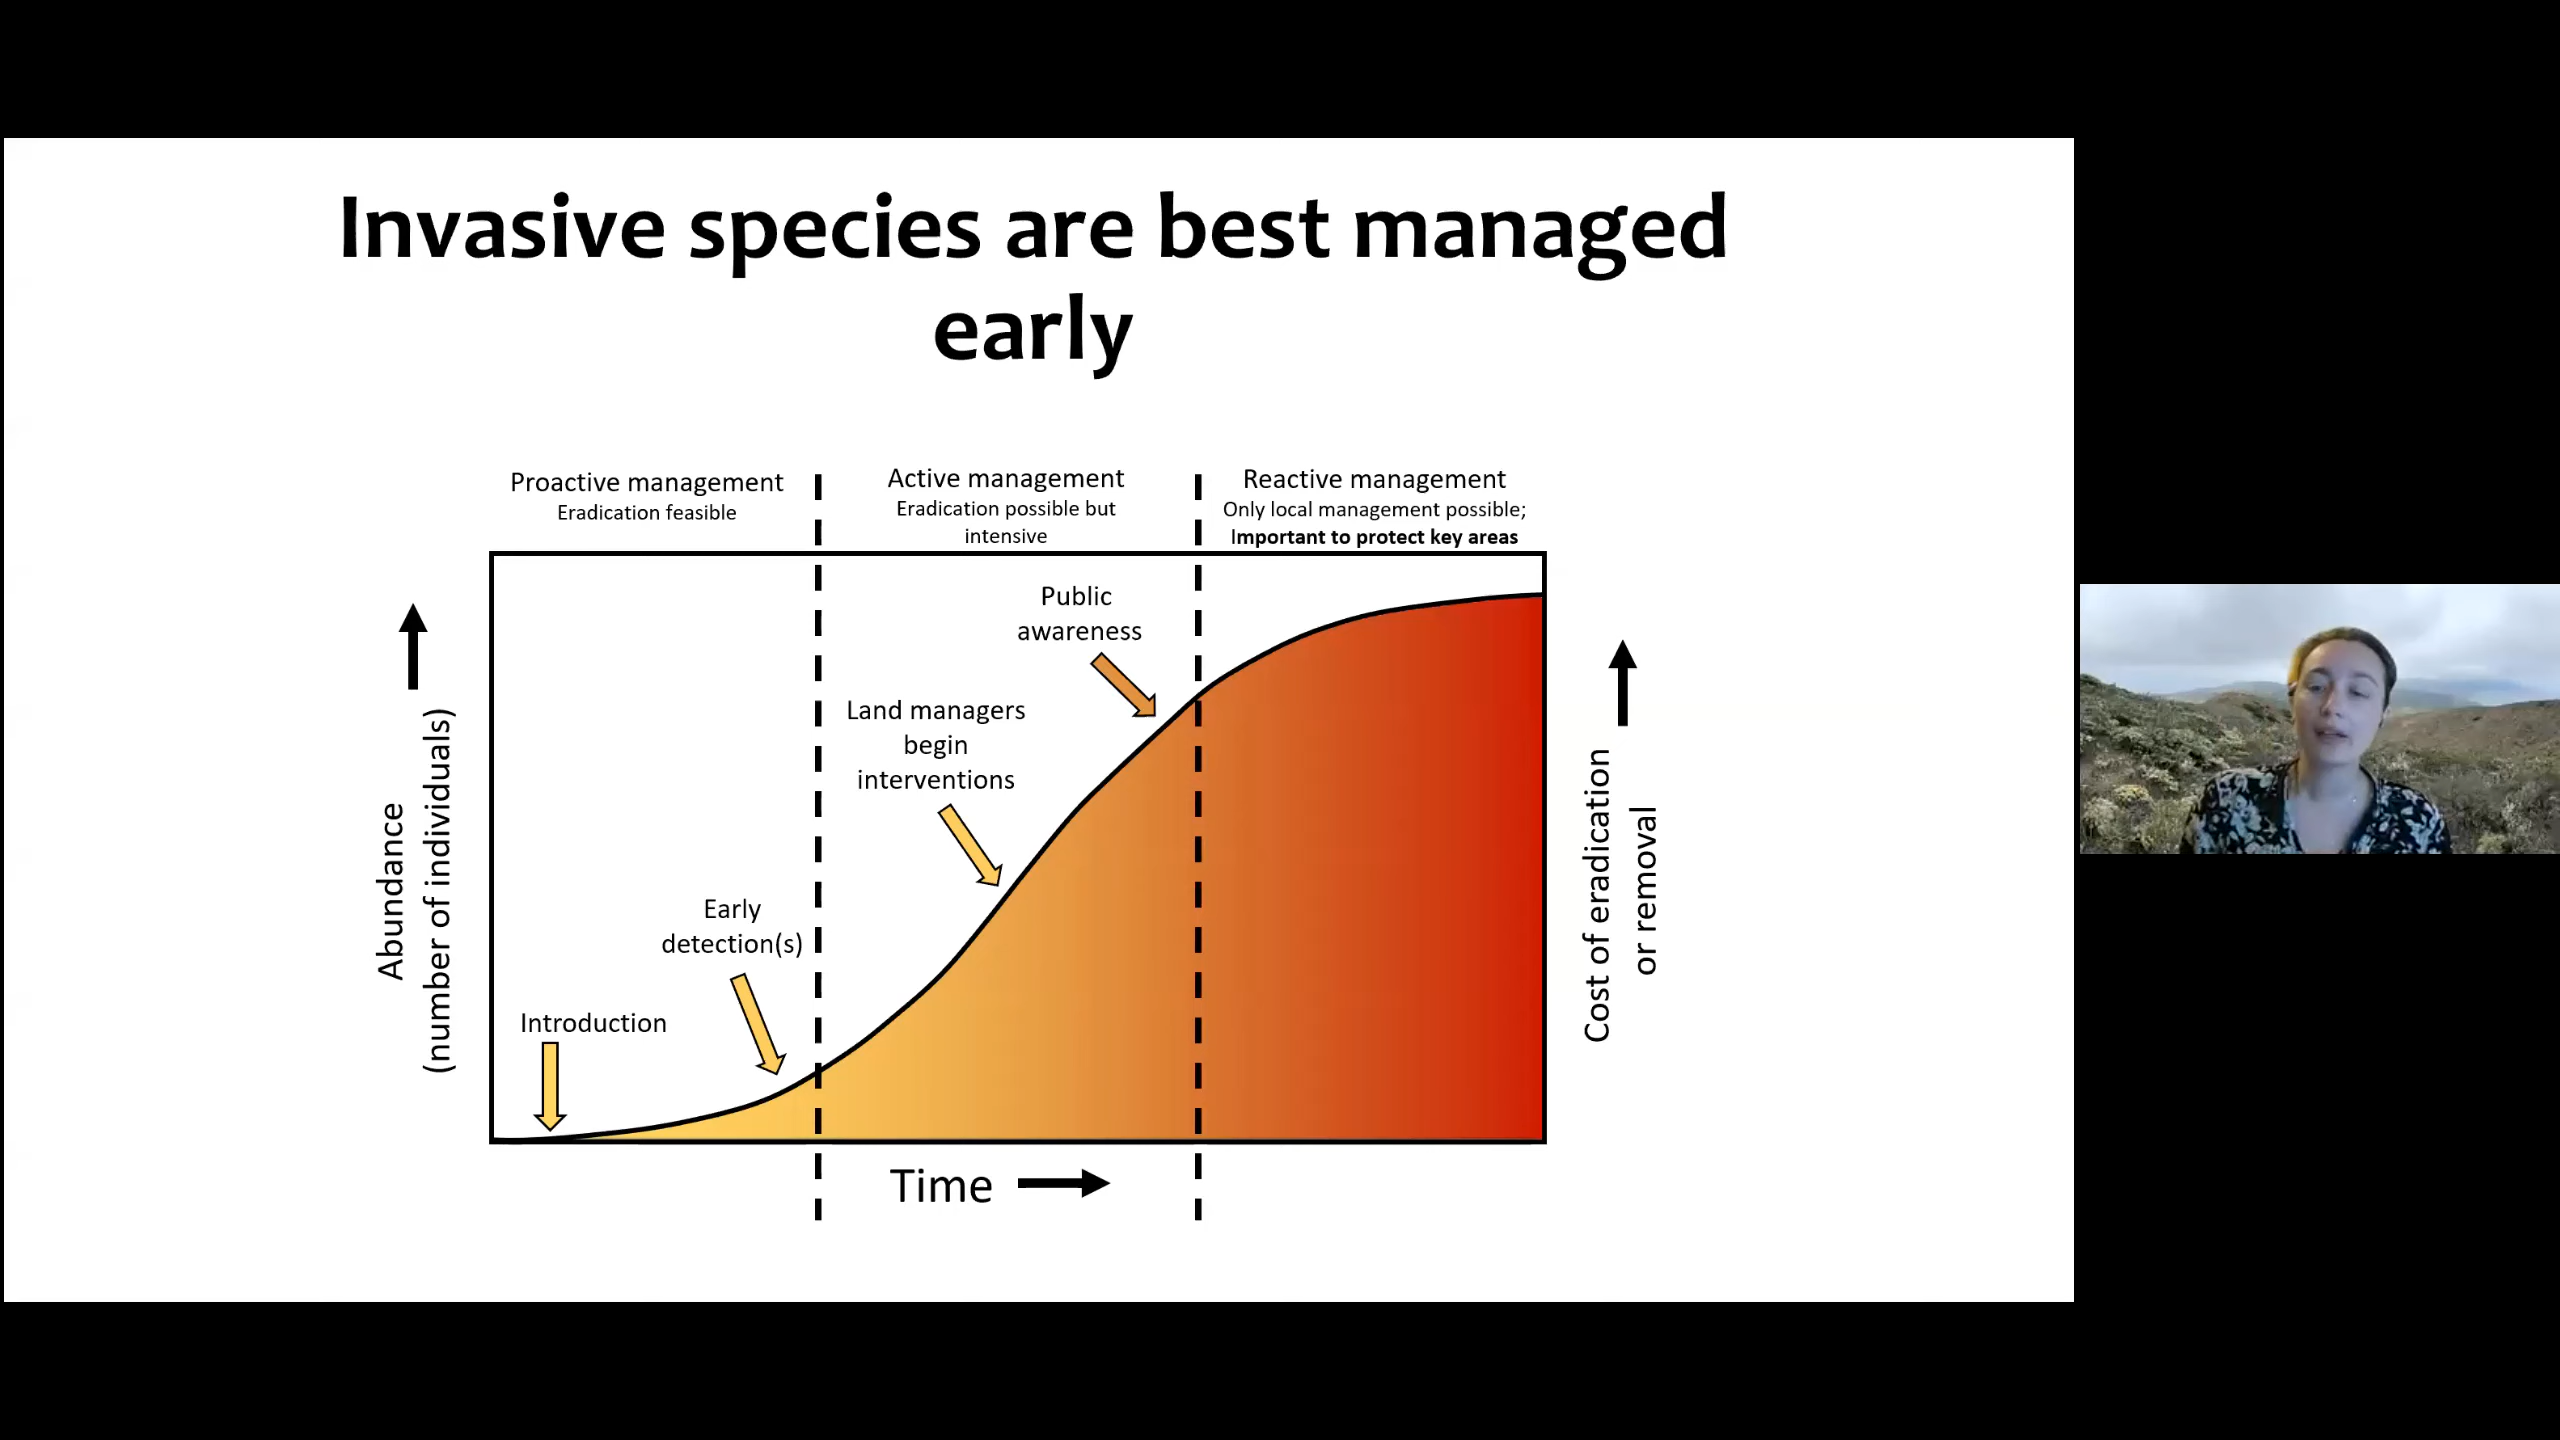 Invasive species are best managed
early
Proactive management
Eradication feasible
Active management
Eradication possible but
intensive
Reactive management
Only local management possible;
Important to protect key areas
Public
awareness
Land managers
begin
interventions
Early
detection(s)
Introduction
Abundance
(number of individuals)
Cost of eradication
or removal
Time